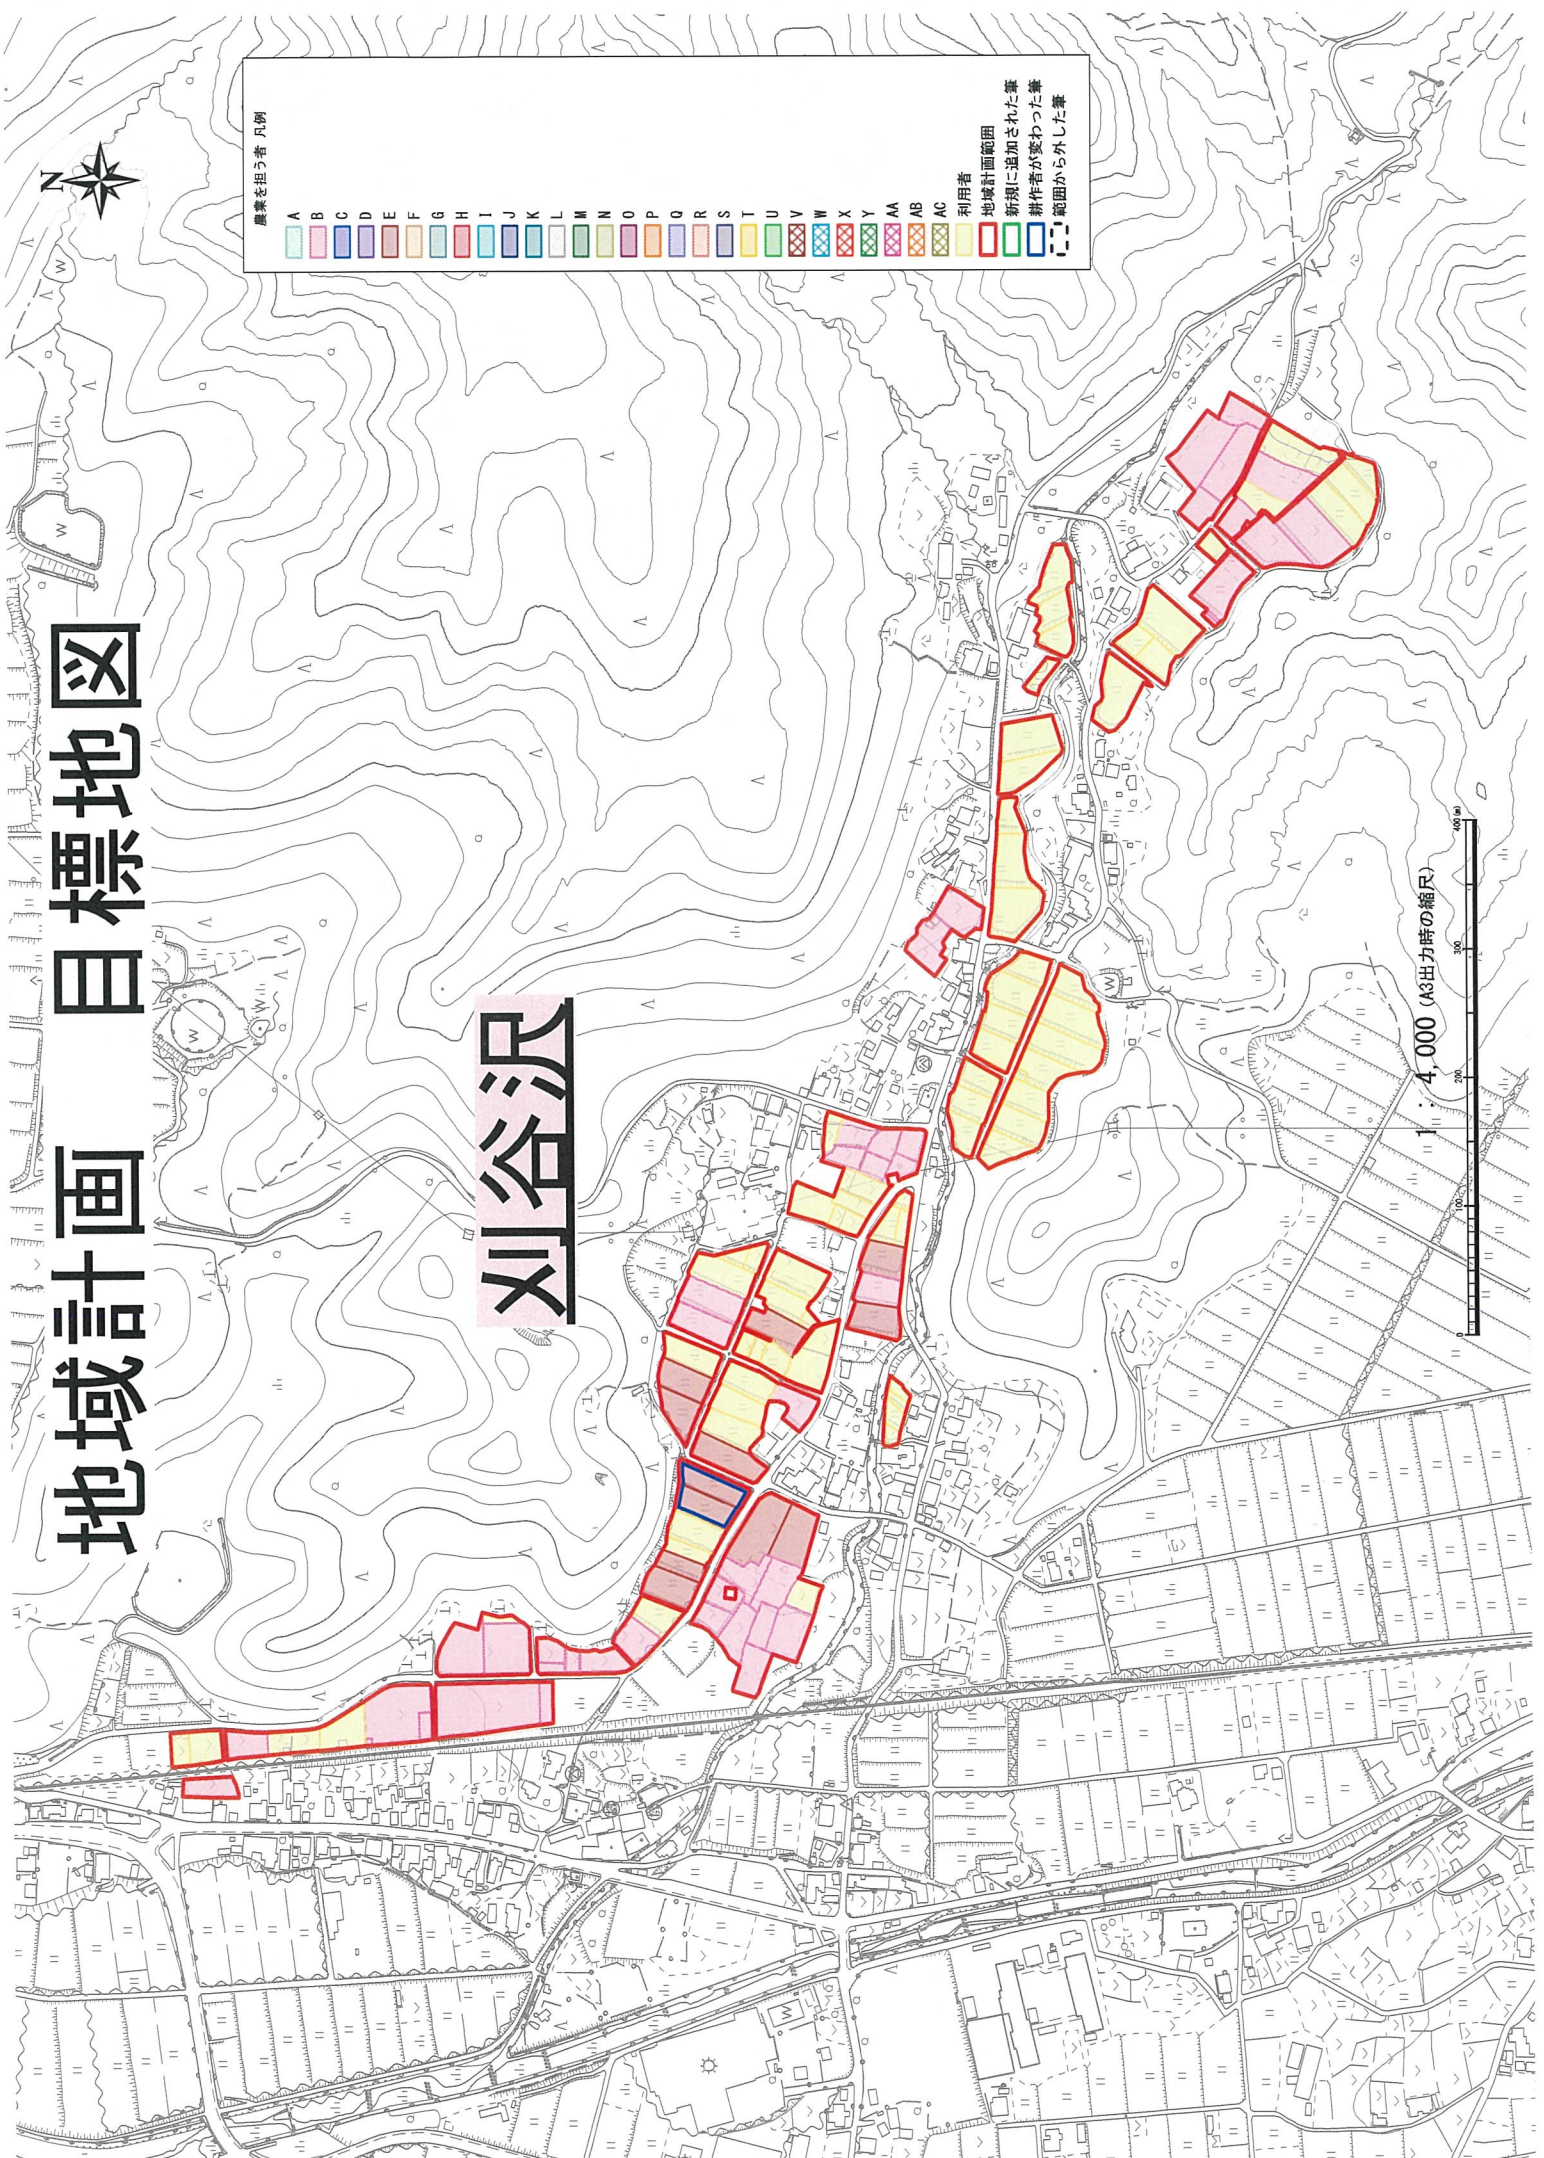 地域計画　目標地図
N
農業を担う者 凡例
A
B
C
D
E
F
G
H
I
J
K
L
M
N
O
P
Q
R
S
T
U
V
W
X
Y
AA
AB
AC
利用者
地域計画範囲
新規に追加された筆
耕作者が変わった筆
範囲から外した筆
刈谷沢
1 : 4,000 (A3出力時の縮尺)
0 100 200 300 400 (m)
W
W
W
W
W
W